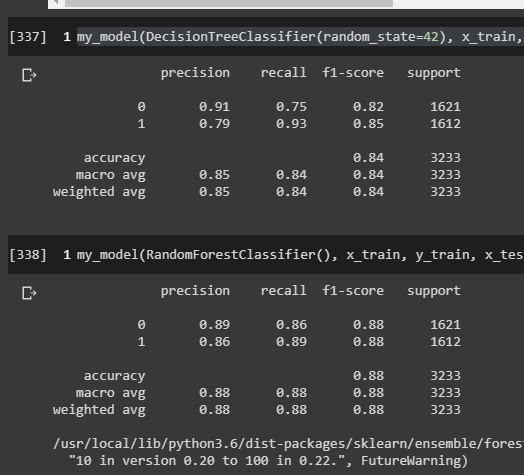 [337] 1 my_model(DecisionTreeClassifier(random_state=42), x_train,
precision recall f1-score support
0 0.91 0.75 0.82 1621
1 0.79 0.93 0.85 1612
accuracy 0.84 3233
macro avg 0.85 0.84 0.84 3233
weighted avg 0.85 0.84 0.84 3233
[338] 1 my_model(RandomForestClassifier(), x_train, y_train, x_tes
precision recall f1-score support
0 0.89 0.86 0.88 1621
1 0.86 0.89 0.88 1612
accuracy 0.88 3233
macro avg 0.88 0.88 0.88 3233
weighted avg 0.88 0.88 0.88 3233
/usr/local/lib/python3.6/dist-packages/sklearn/ensemble/fores
"10 in version 0.20 to 100 in 0.22.", FutureWarning)